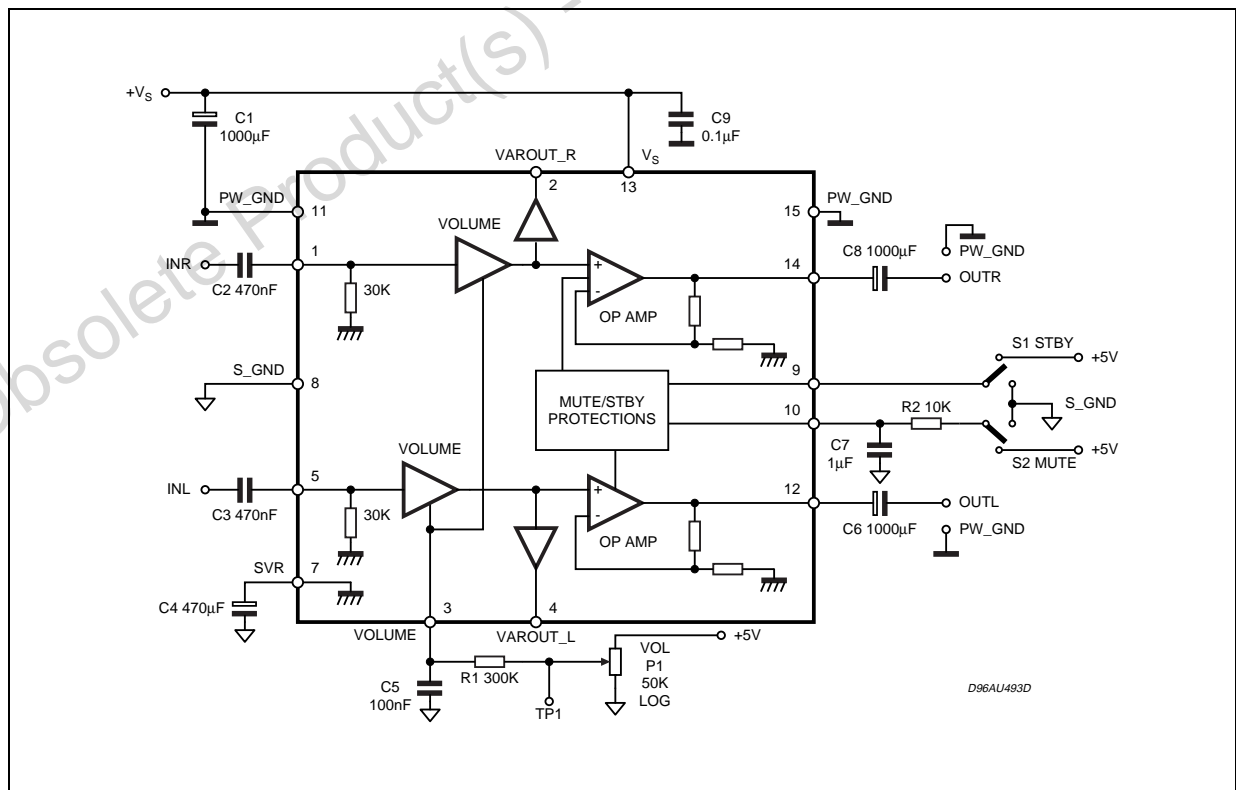 Obsolete Product(s) -
+VS
C1
1000μF
C9
0.1μF
VAROUT_R
VS
2
13
PW_GND
11
15
PW_GND
VOLUME
1
INR
C2 470nF
30K
+
-
OP AMP
14
C8 1000μF
PW_GND
OUTR
S_GND
8
MUTE/STBY
PROTECTIONS
9
10
S1 STBY
+5V
S_GND
R2 10K
C7
1μF
S2 MUTE
+5V
VOLUME
5
INL
C3 470nF
30K
+
-
OP AMP
12
OUTL
C6 1000μF
PW_GND
SVR
7
C4 470μF
3
4
VOLUME
VAROUT_L
+5V
VOL
P1
50K
LOG
R1 300K
C5
100nF
TP1
D96AU493D